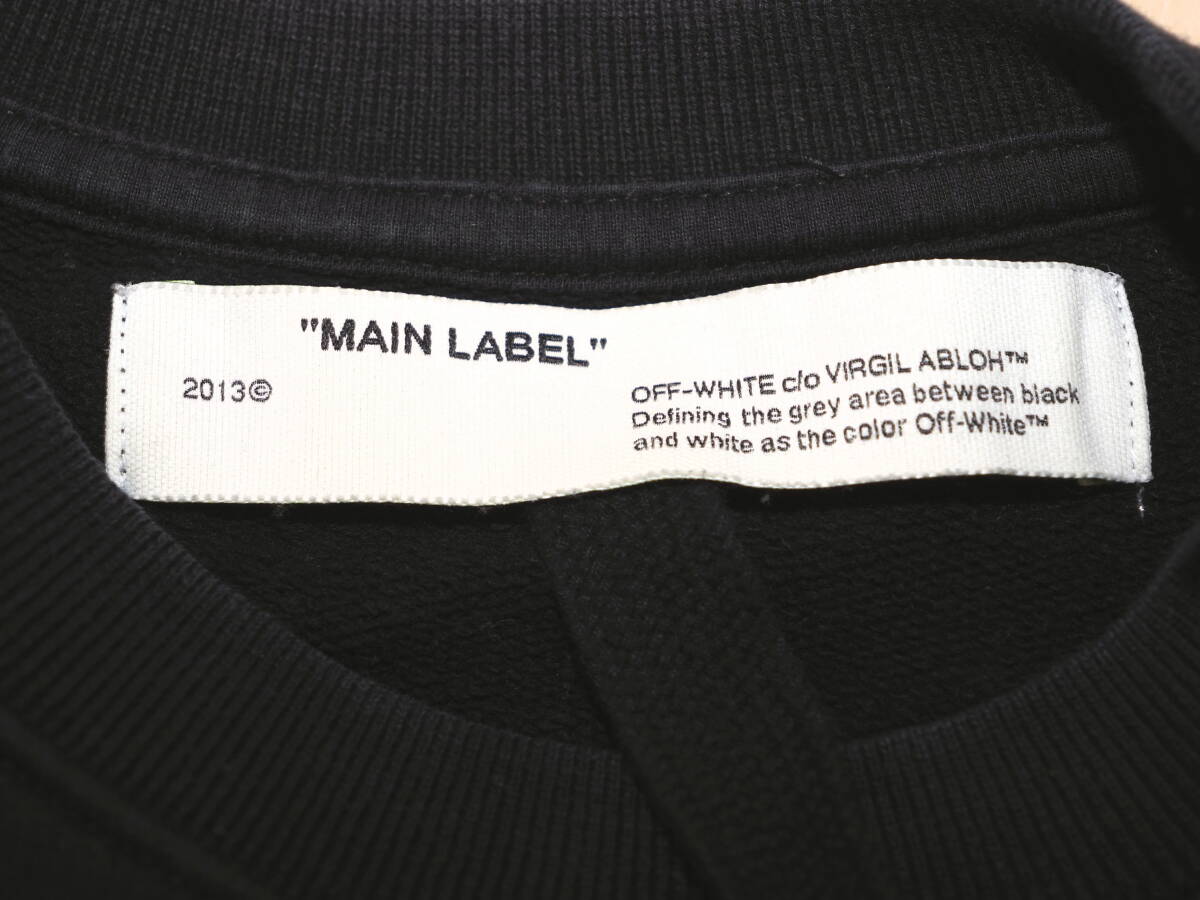 "MAIN LABEL"
2013©
OFF-WHITE c/o VIRGIL ABLOH™
Defining the grey area between black
and white as the color Off-White™